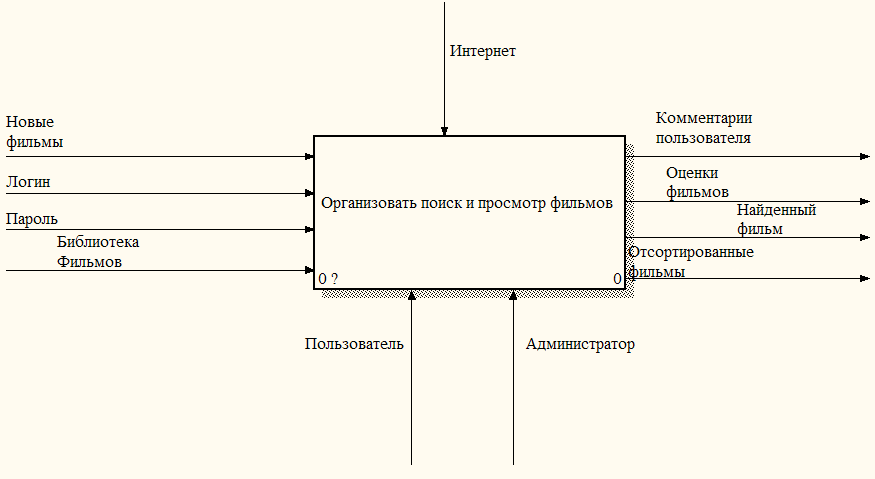 Интернет
Новые
фильмы
Логин
Пароль
Библиотека
Фильмов
Организовать поиск и просмотр фильмов
0 ?
0
Комментарии
пользователя
Оценки
фильмов
Найденный
фильм
Отсортированные
фильмы
Пользователь
Администратор